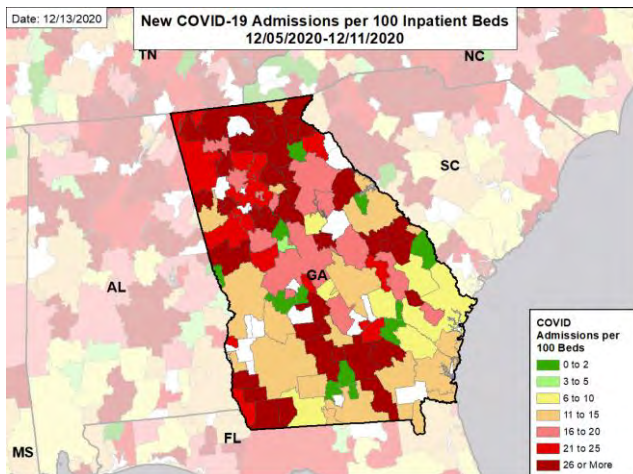 Date: 12/13/2020
New COVID-19 Admissions per 100 Inpatient Beds
12/05/2020-12/11/2020
TN
NC
SC
GA
AL
MS
FL
COVID
Admissions per
100 Beds
0 to 2
3 to 5
6 to 10
11 to 15
16 to 20
21 to 25
26 or More